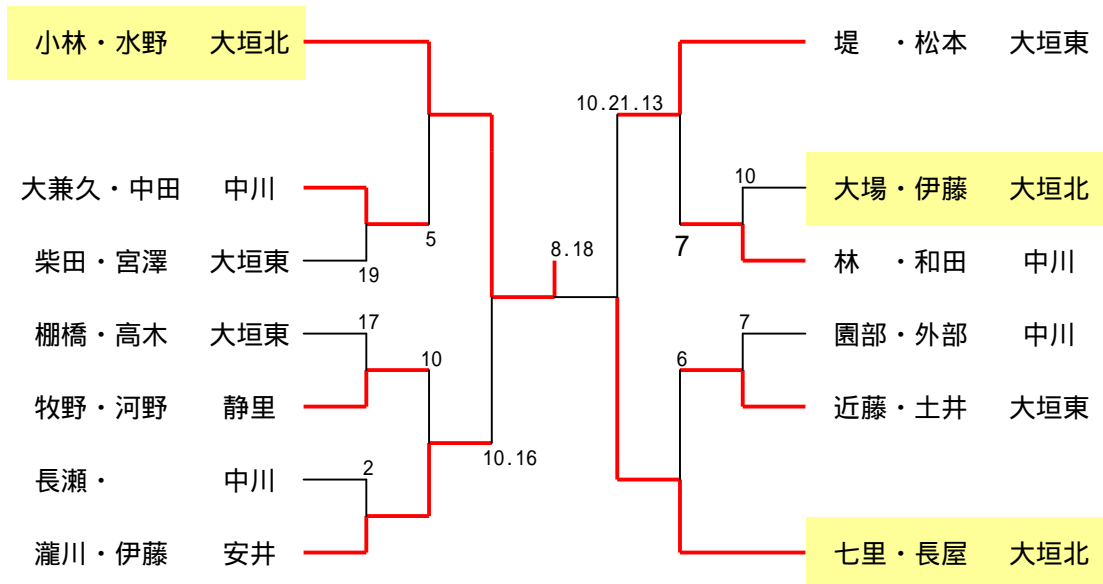 小林・水野 大垣北
大兼久・中田 中川
5
柴田・宮澤 大垣東
19
棚橋・高木 大垣東
17
10
牧野・河野 静里
10.16
長瀬・ 中川
2
瀧川・伊藤 安井
8.18
堤 ・松本 大垣東
10.21.13
10
大場・伊藤 大垣北
7
林 ・和田 中川
7
園部・外部 中川
6
近藤・土井 大垣東
七里・長屋 大垣北